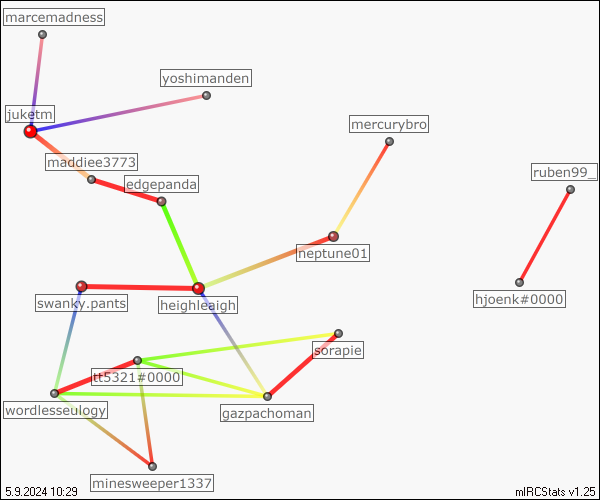 marcemadness
yoshimanden
juketm
mercurybro
maddiee3773
ruben99_
edgepanda
neptune01
swanky.pants
heighleaigh
hjoenk#0000
sorapie
tt5321#0000
wordlesseulogy
gazpachoman
minesweeper1337
5.9.2024 10:29
mIRCStats v1.25